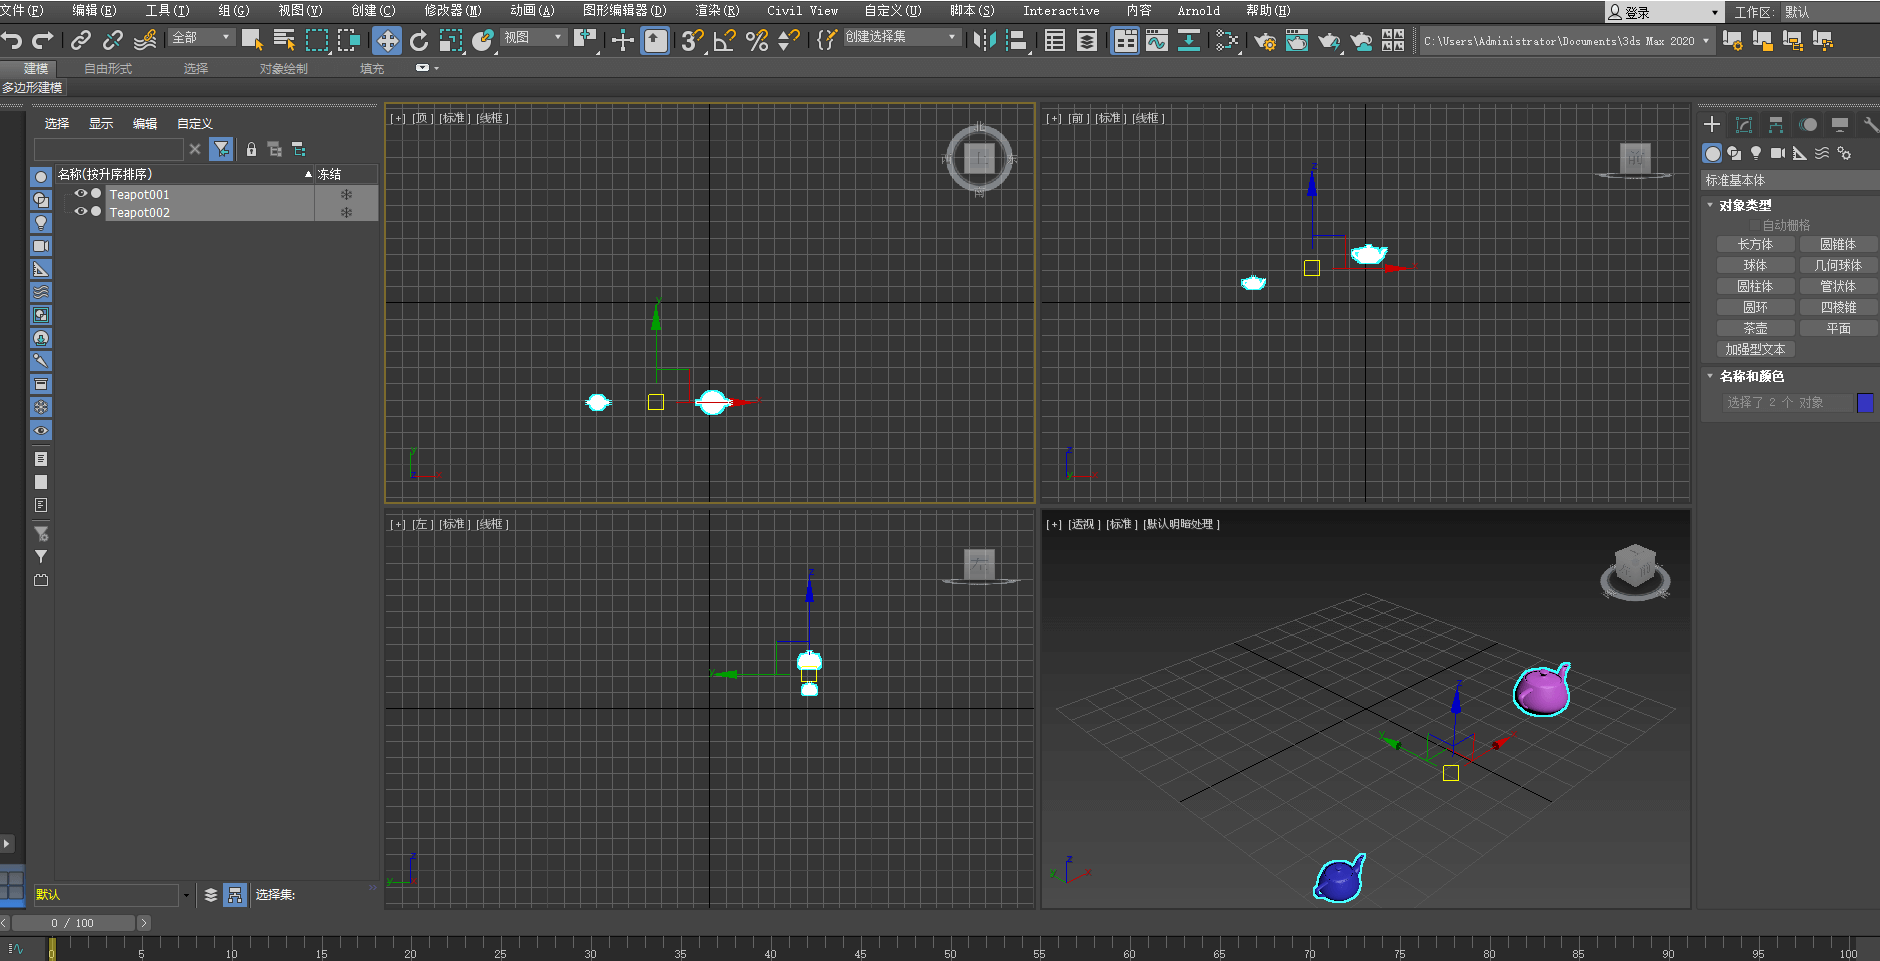 文件(F) 编辑(E) 工具(T) 组(G) 视图(V) 创建(C) 修改器(M) 动画(A) 图形编辑器(D) 渲染(R) Civil View 自定义(U) 脚本(S) Interactive 内容 Arnold 帮助(H) 登录 工作区: 默认
全部 视图 创建选择集 C:\Users\Administrator\Documents\3ds Max 2020
建模 自由形式 选择 对象绘制 填充
多边形建模
选择 显示 编辑 自定义
名称(按升序排序) 冻结
Teapot001
Teapot002
[+] [顶] [标准] [线框]
北
西 上 东
南
y
x
y
z x
[+] [前] [标准] [线框]
前
z
x
z
y x
[+] [左] [标准] [线框]
左
z
y
z
y
[+] [透视] [标准] [默认明暗处理]
z
y
x
z
y x
标准基本体
对象类型
自动栅格
长方体 圆锥体
球体 几何球体
圆柱体 管状体
圆环 四棱锥
茶壶 平面
加强型文本
名称和颜色
选择了 2 个 对象
默认 选择集:
0 / 100
0 5 10 15 20 25 30 35 40 45 50 55 60 65 70 75 80 85 90 95 100